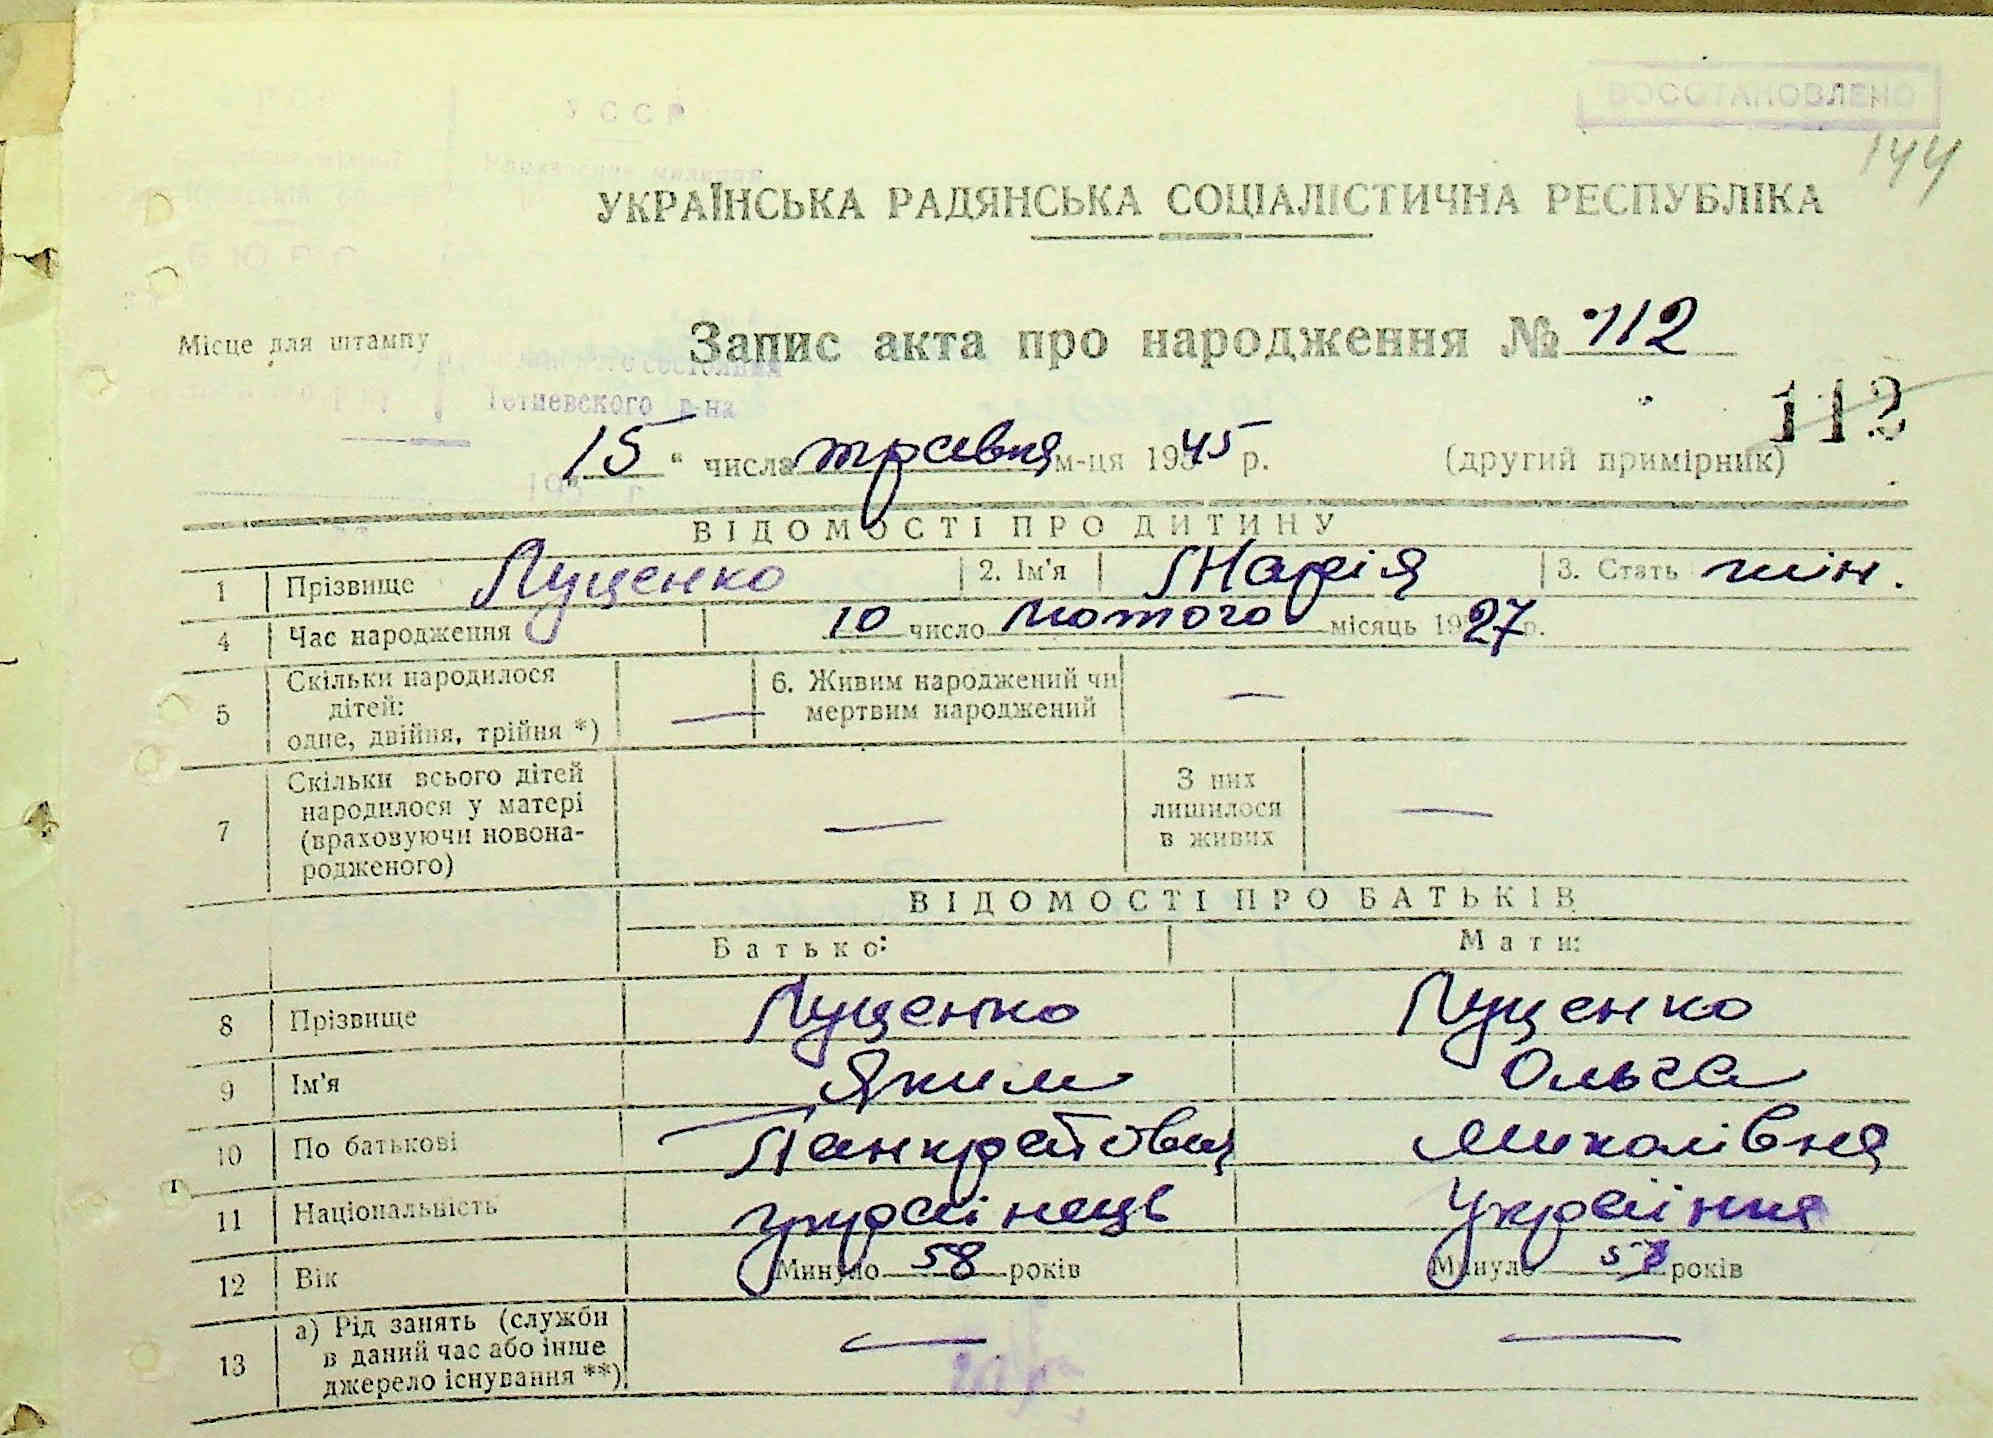 УССР
ВОССТАНОВЛЕНО
144
УКРАЇНСЬКА РАДЯНСЬКА СОЦІАЛІСТИЧНА РЕСПУБЛІКА
Місце для штампу
Запис акта про народження № 112
Тетиевского р-на
112
15 " числа травня м-ця 1945 р. (другий примірник)
ВІДОМОСТІ ПРО ДИТИНУ
1 Прізвище Луценко 2. Ім'я Марія 3. Стать жін.
4 Час народження 10 число лютого місяць 1927 р.
5 Скільки народилося дітей: одне, двійня, трійня *) — 6. Живим народжений чи мертвим народжений —
7 Скільки всього дітей народилося у матері (враховуючи новона-родженого) — З них лишилося в живих —
ВІДОМОСТІ ПРО БАТЬКІВ
Батько: Мати:
8 Прізвище Луценко Луценко
9 Ім'я Яким Ольга
10 По батькові Панкратович Миколівна
11 Національність українець Українка
12 Вік Минуло 58 років Минуло років
13 а) Рід занять (служби в даний час або інше джерело існування **) — —